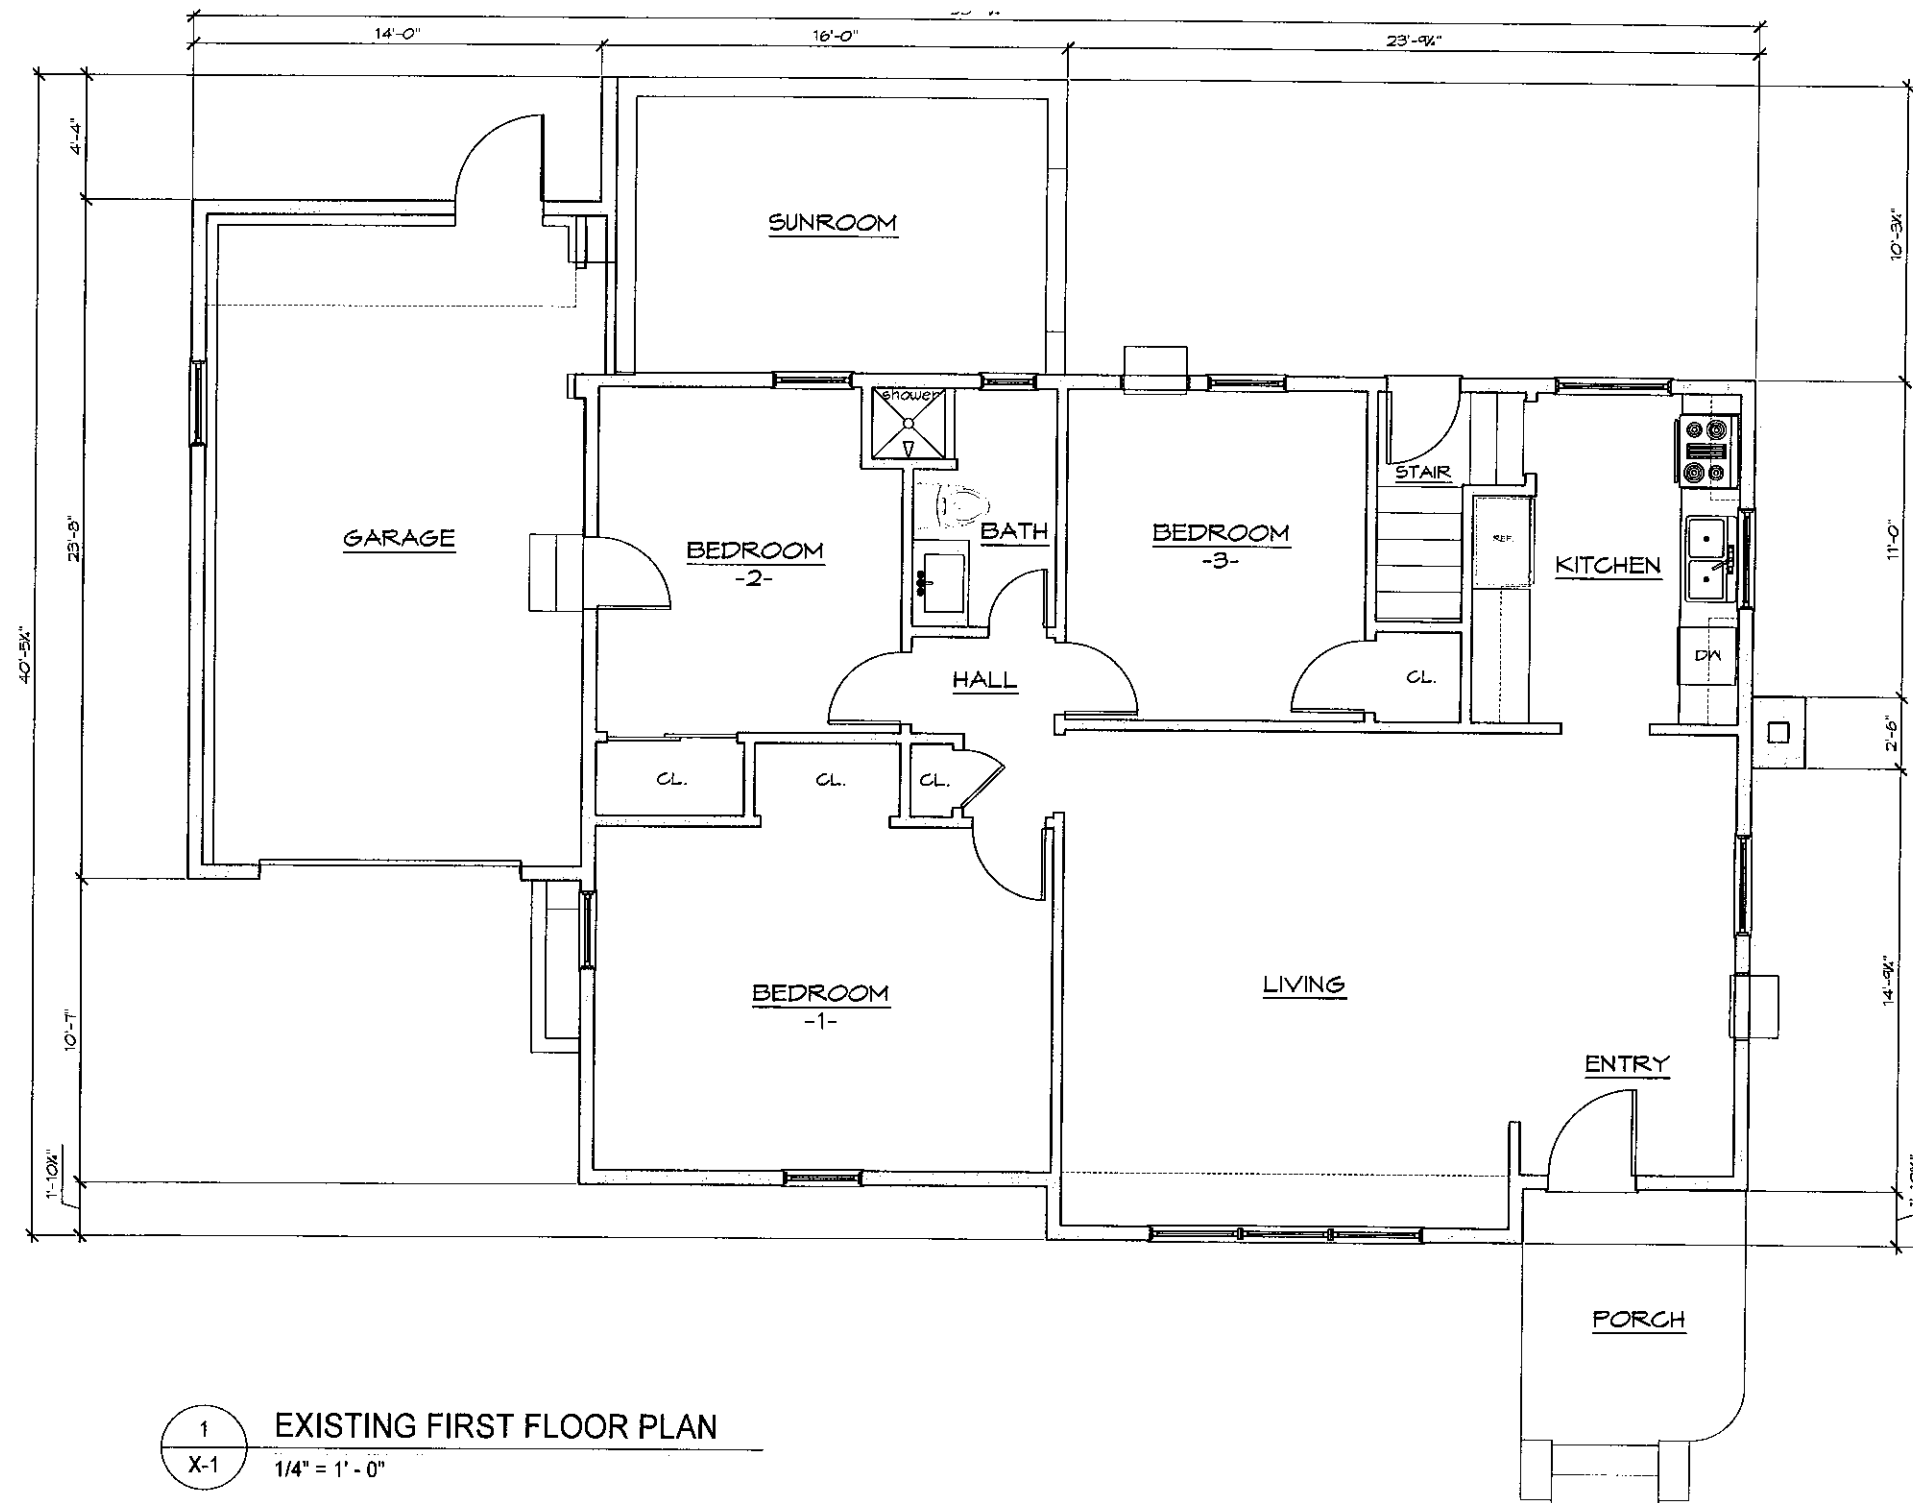 14'-0"
16'-0"
23'-9¼"
4'-4"
10'-3¼"
SUNROOM
shower
STAIR
GARAGE
BATH
BEDROOM
-2-
BEDROOM
-3-
REF.
KITCHEN
23'-8"
11'-0"
40'-5¼"
HALL
CL.
DW
2'-6"
CL.
CL.
CL.
LIVING
BEDROOM
-1-
14'-9¼"
10'-7"
ENTRY
1'-10¼"
PORCH
1
X-1
EXISTING FIRST FLOOR PLAN
1/4" = 1' - 0"